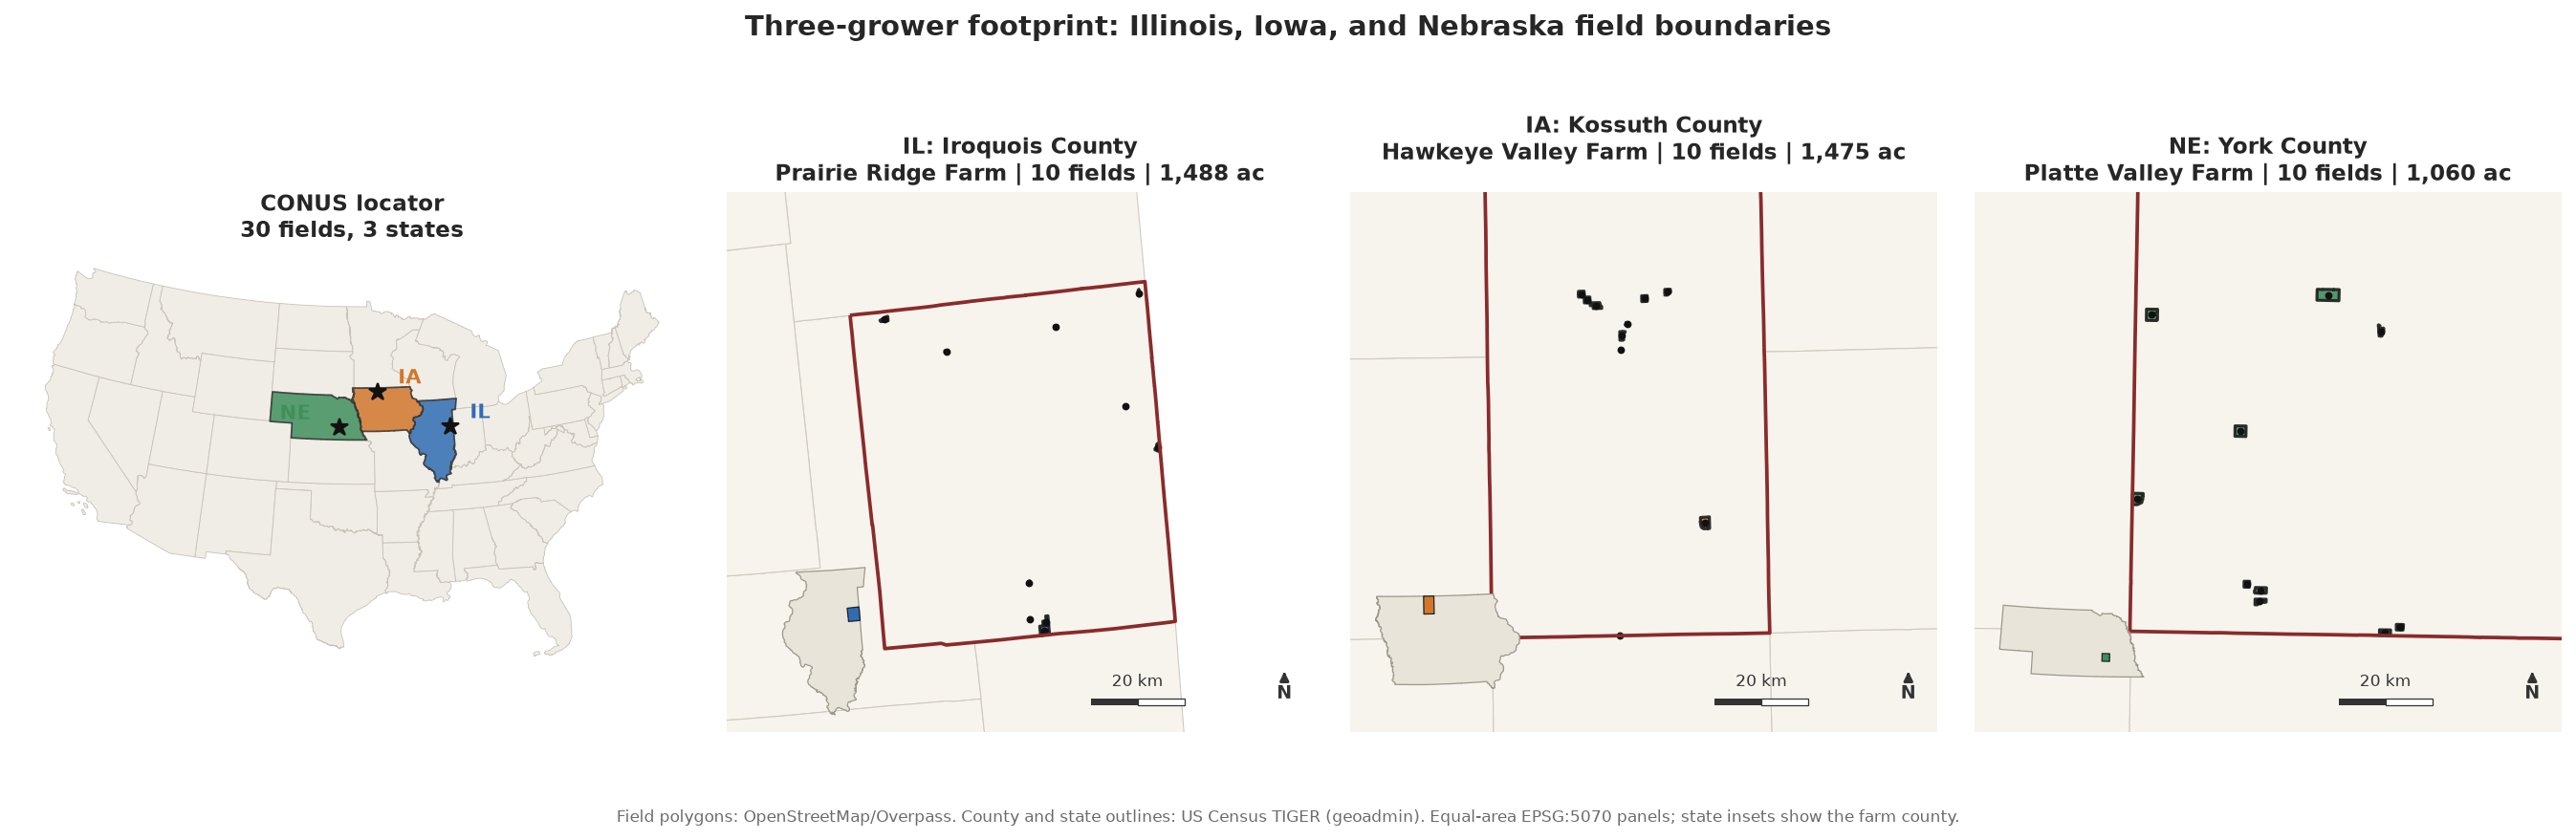 Three-grower footprint: Illinois, Iowa, and Nebraska field boundaries
CONUS locator
30 fields, 3 states
IA
NE
IL
IL: Iroquois County
Prairie Ridge Farm | 10 fields | 1,488 ac
20 km
N
IA: Kossuth County
Hawkeye Valley Farm | 10 fields | 1,475 ac
20 km
N
NE: York County
Platte Valley Farm | 10 fields | 1,060 ac
20 km
N
Field polygons: OpenStreetMap/Overpass. County and state outlines: US Census TIGER (geoadmin). Equal-area EPSG:5070 panels; state insets show the farm county.